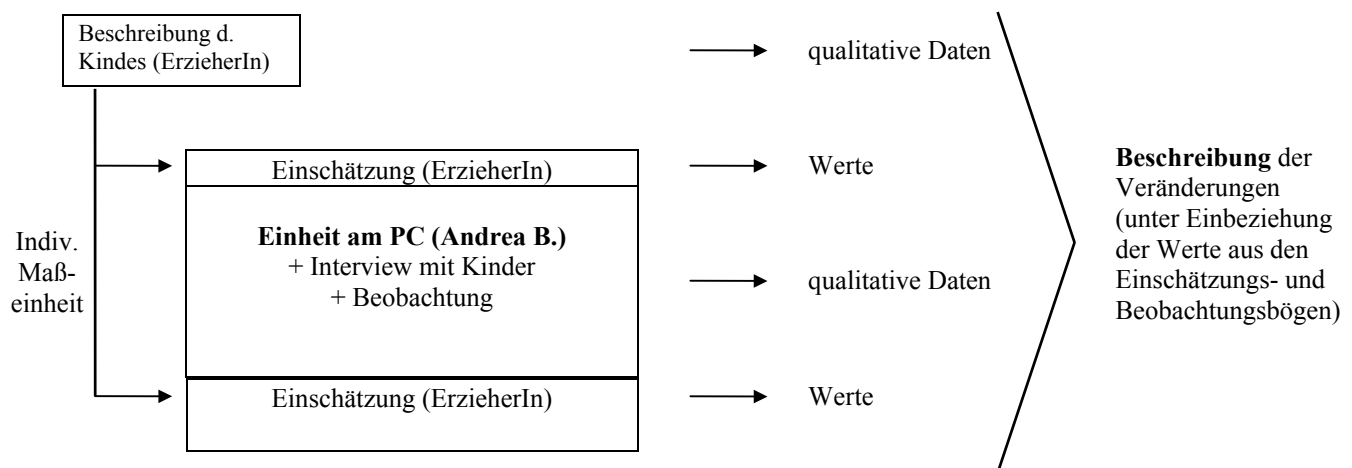 Beschreibung d.
Kindes (ErzieherIn)
qualitative Daten
Einschätzung (ErzieherIn)
Werte
Indiv.
Maß-
einheit
Einheit am PC (Andrea B.)
+ Interview mit Kinder
+ Beobachtung
qualitative Daten
Einschätzung (ErzieherIn)
Werte
Beschreibung der
Veränderungen
(unter Einbeziehung
der Werte aus den
Einschätzungs- und
Beobachtungsbögen)